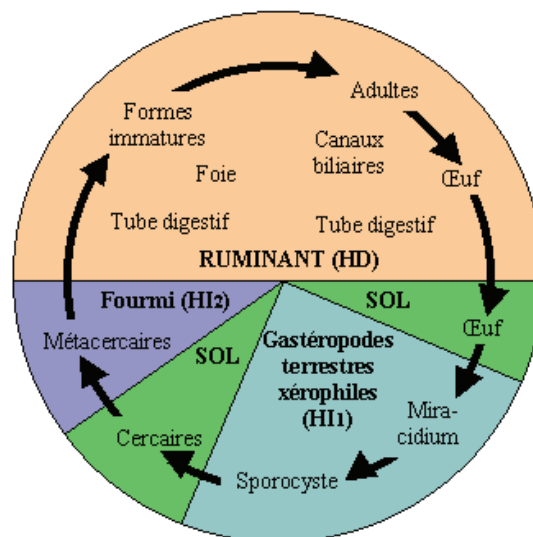 Adultes
Formes
immatures
Canaux
biliaires
Foie
Œuf
Tube digestif
Tube digestif
RUMINANT (HD)
Fourmi (HI2)
SOL
Œuf
Métacercaires
SOL
Gastéropodes
terrestres
xérophiles
(HI1)
Mira-
cidium
Cercaires
Sporocyste